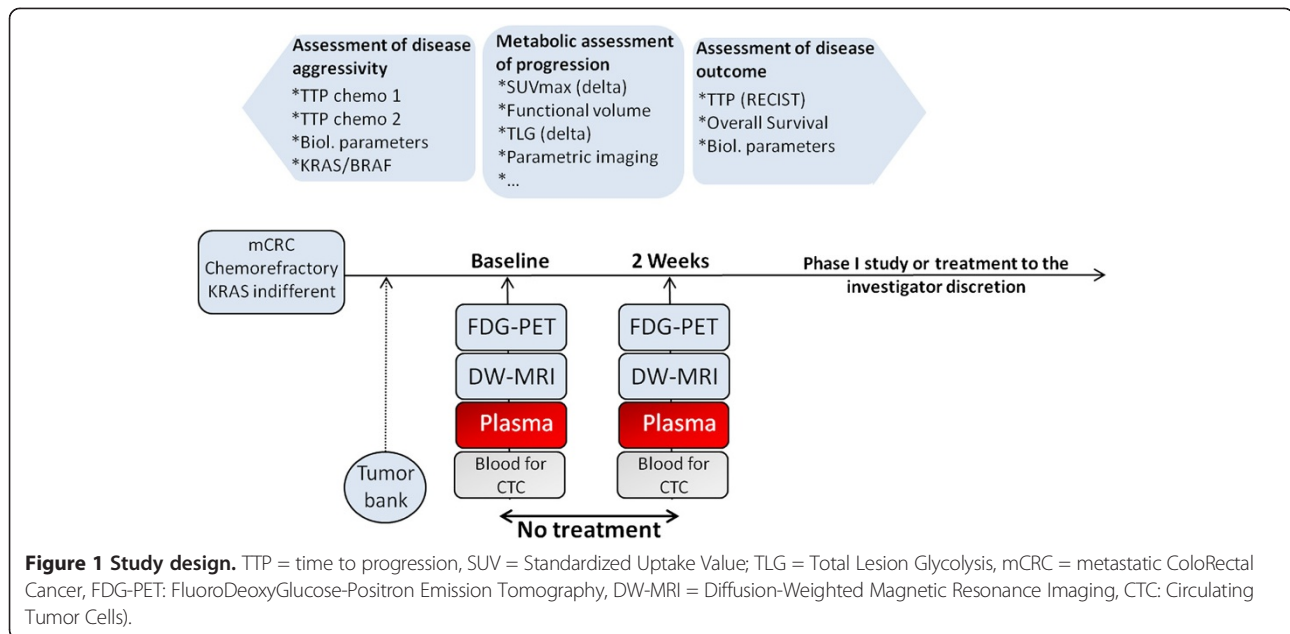 Assessment of disease
aggressivity
*TTP chemo 1
*TTP chemo 2
*Biol. parameters
*KRAS/BRAF
Metabolic assessment
of progression
*SUVmax (delta)
*Functional volume
*TLG (delta)
*Parametric imaging
*...
Assessment of disease
outcome
*TTP (RECIST)
*Overall Survival
*Biol. parameters
mCRC
Chemorefractory
KRAS indifferent
Baseline
2 Weeks
Phase I study or treatment to the
investigator discretion
FDG-PET
DW-MRI
Plasma
Blood for
CTC
FDG-PET
DW-MRI
Plasma
Blood for
CTC
Tumor
bank
No treatment
Figure 1 Study design. TTP = time to progression, SUV = Standardized Uptake Value; TLG = Total Lesion Glycolysis, mCRC = metastatic ColoRectal
Cancer, FDG-PET: FluoroDeoxyGlucose-Positron Emission Tomography, DW-MRI = Diffusion-Weighted Magnetic Resonance Imaging, CTC: Circulating
Tumor Cells).